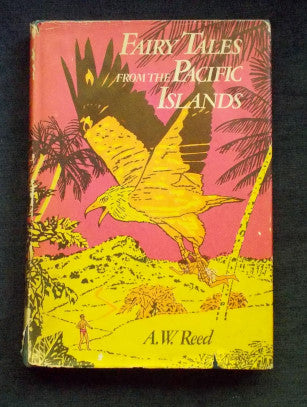 Fairy Tales
from the Pacific
Islands
A.W. Reed